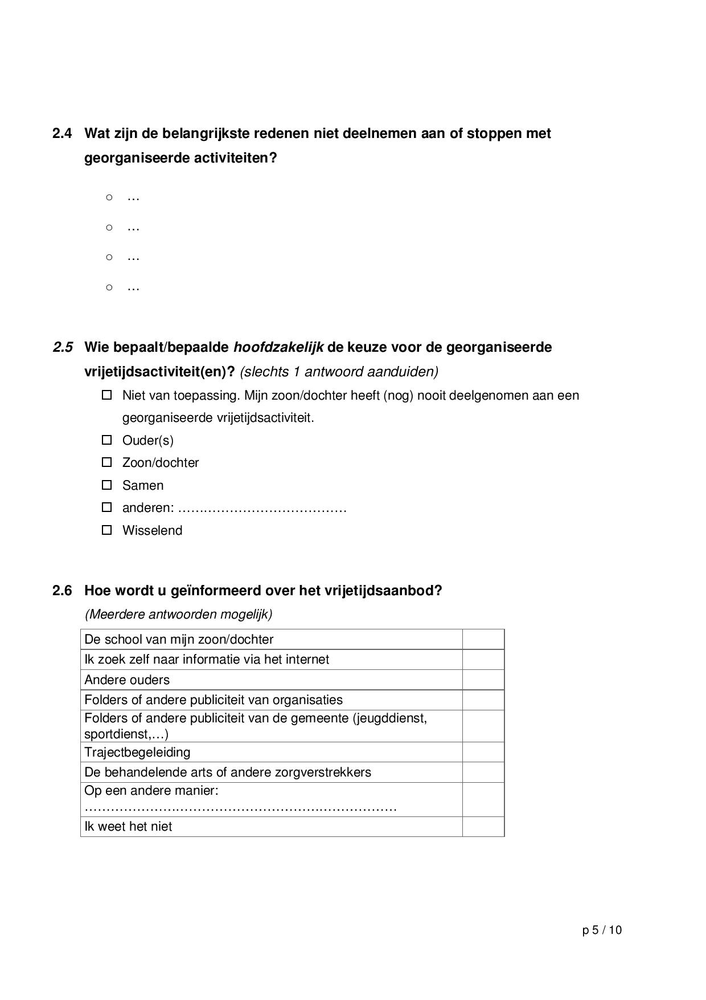 2.4 Wat zijn de belangrijkste redenen niet deelnemen aan of stoppen met
georganiseerde activiteiten?
○ …
○ …
○ …
○ …
2.5 Wie bepaalt/bepaalde hoofdzakelijk de keuze voor de georganiseerde
vrijetijdsactiviteit(en)? (slechts 1 antwoord aanduiden)
☐ Niet van toepassing. Mijn zoon/dochter heeft (nog) nooit deelgenomen aan een
georganiseerde vrijetijdsactiviteit.
☐ Ouder(s)
☐ Zoon/dochter
☐ Samen
☐ anderen: …………………………………
☐ Wisselend
2.6 Hoe wordt u geïnformeerd over het vrijetijdsaanbod?
(Meerdere antwoorden mogelijk)
De school van mijn zoon/dochter
Ik zoek zelf naar informatie via het internet
Andere ouders
Folders of andere publiciteit van organisaties
Folders of andere publiciteit van de gemeente (jeugddienst,
sportdienst,…)
Trajectbegeleiding
De behandelende arts of andere zorgverstrekkers
Op een andere manier:
………………………………………………………………
Ik weet het niet
p 5 / 10